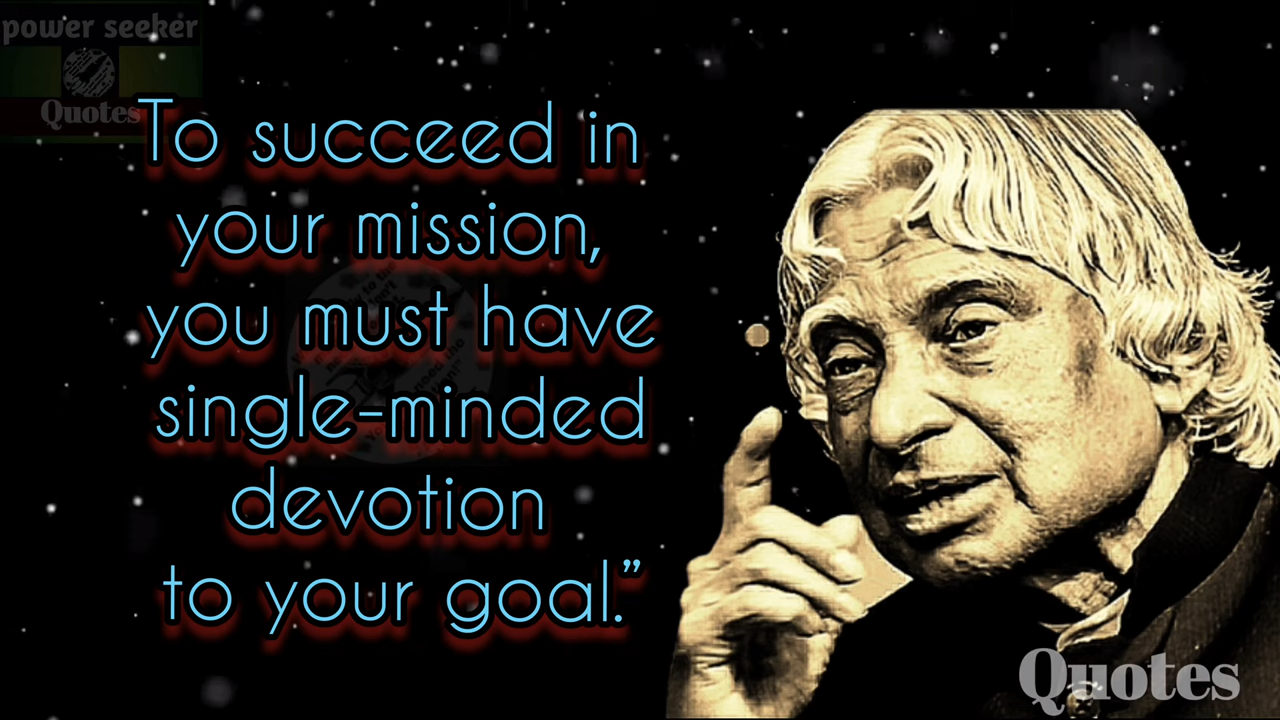 power seeker
Quotes
To succeed in
your mission,
you must have
single-minded
devotion
to your goal.”
Quotes